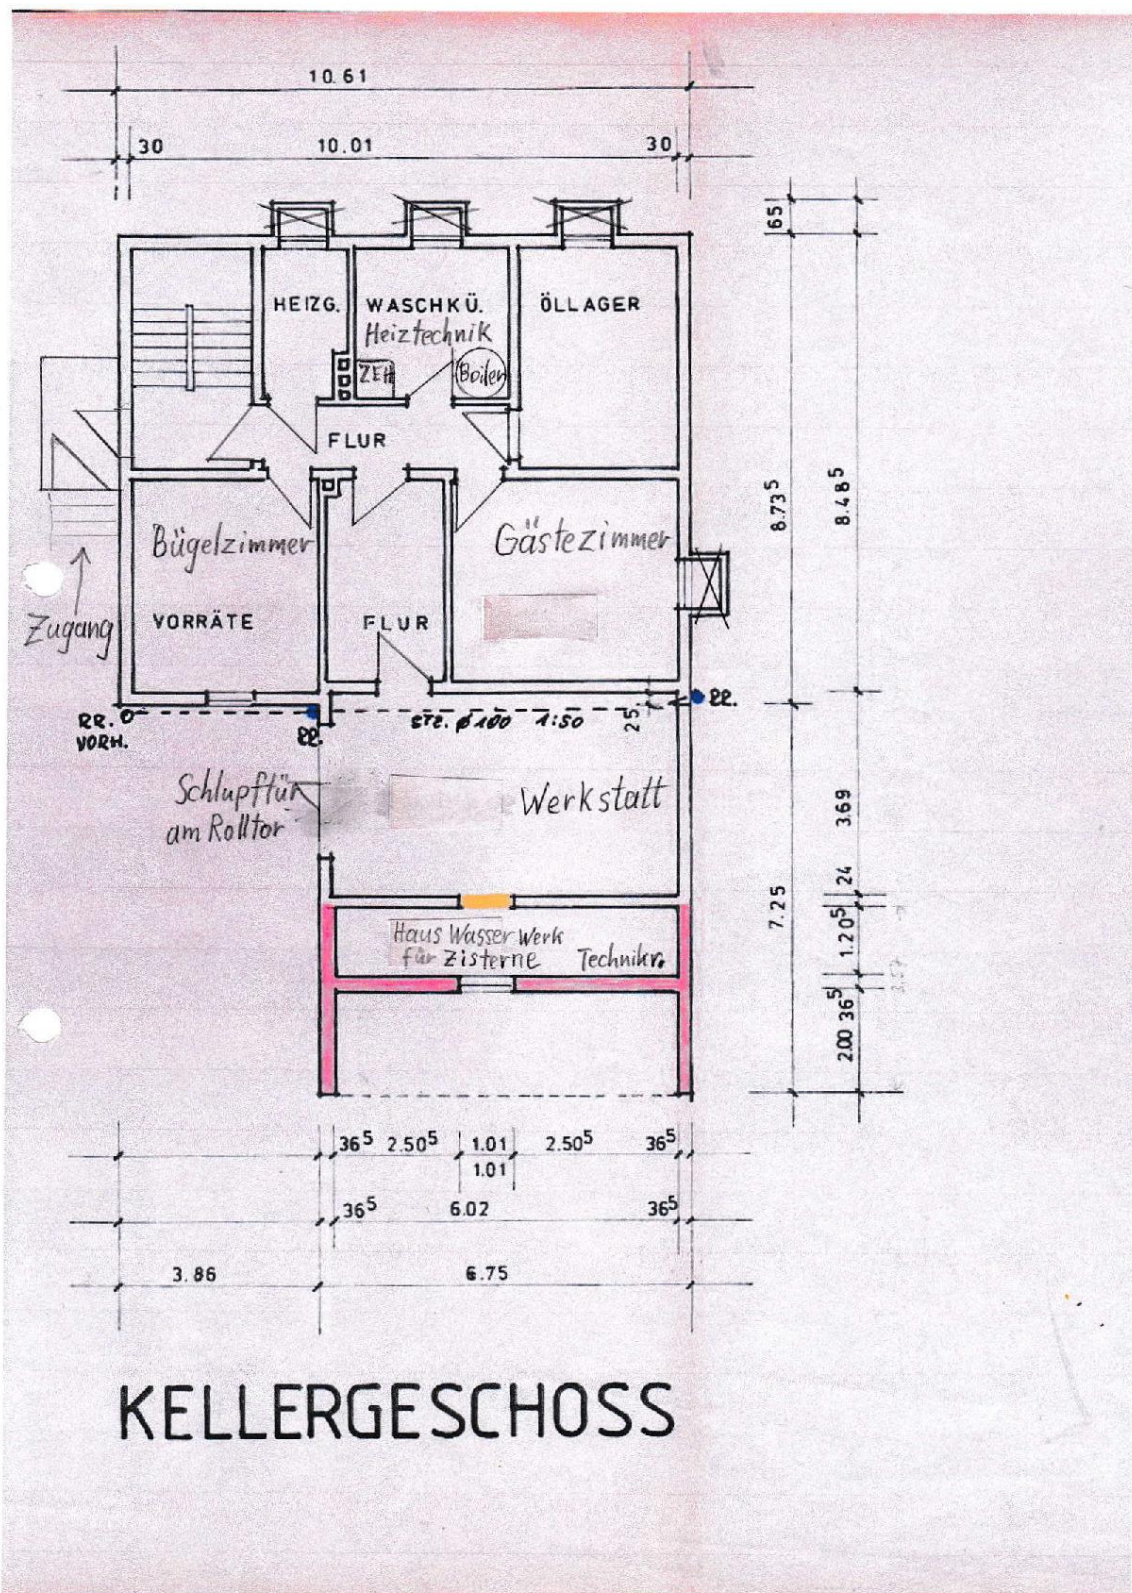 10.61
30 10.01 30
65
HEIZG. WASCHKÜ. ÖLLAGER
Heiztechnik
ZEH Boiler
FLUR
8.73⁵ 8.48⁵
Bügelzimmer Gästezimmer
Zugang
VORRÄTE FLUR
RR. VORH.
RR.
STZ. ø 100 1:50
25
RR.
Schlupftür
am Rolltor
Werkstatt
3.69
24
7.25
1.20⁵
Haus Wasser Werk
für Zisterne Technikr.
36⁵
2.00
36⁵ 2.50⁵ 1.01 2.50⁵ 36⁵
1.01
36⁵ 6.02 36⁵
3.86 6.75
KELLERGESCHOSS